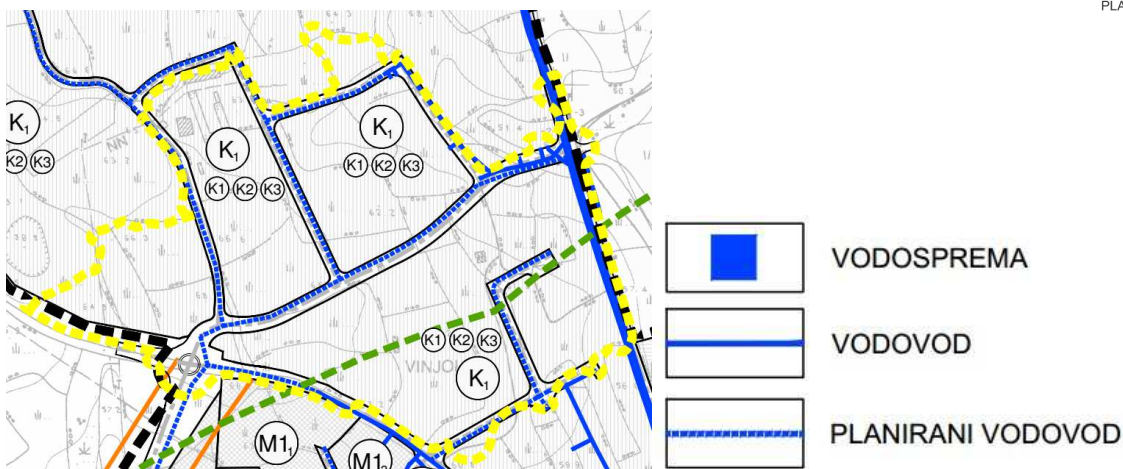 PLA
K₁
K2 K3
NN
K₁
K1 K2 K3
K₁
K1 K2 K3
K1 K2 K3
K₁
M1₁
M1₂
VODOSPREMA
VODOVOD
PLANIRANI VODOVOD